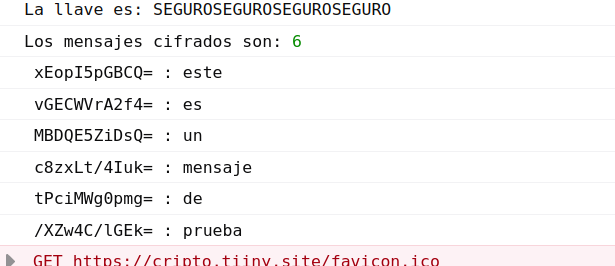 La llave es: SEGUROSEGUROSEGUROSEGURO
Los mensajes cifrados son: 6
xEopI5pGBCQ= : este
vGECWVrA2f4= : es
MBDQE5ZiDsQ= : un
c8zxLt/4Iuk= : mensaje
tPciMWg0pmg= : de
/XZw4C/lGEk= : prueba
GET https://cripto.tiiny.site/favicon.ico